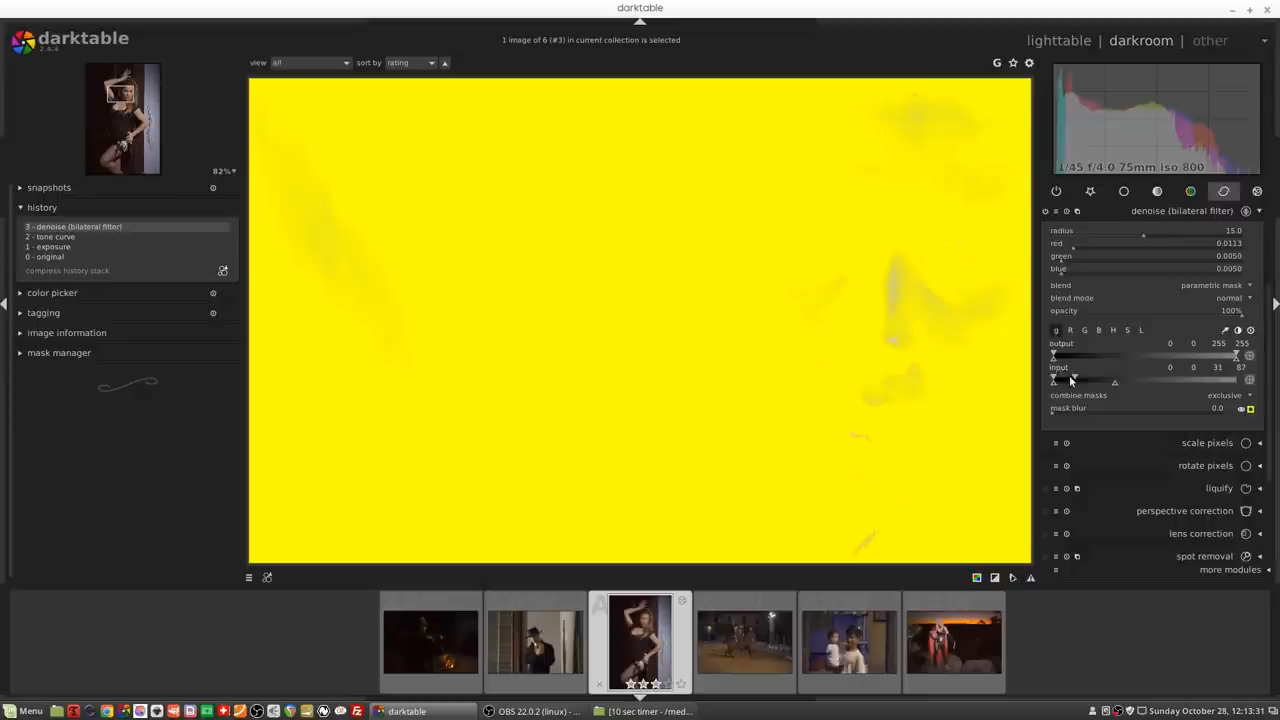 darktable
darktable
2.4.4
1 image of 6 (#3) in current collection is selected
lighttable | darkroom | other
view all sort by rating
G
82%
1/45 f/4.0 75mm iso 800
snapshots
history
3 - denoise (bilateral filter)
2 - tone curve
1 - exposure
0 - original
compress history stack
color picker
tagging
image information
mask manager
denoise (bilateral filter)
radius 15.0
red 0.0113
green 0.0050
blue 0.0050
blend parametric mask
blend mode normal
opacity 100%
g R G B H S L
output 0 0 255 255
input 0 0 31 87
combine masks exclusive
mask blur 0.0
scale pixels
rotate pixels
liquify
perspective correction
lens correction
spot removal
more modules
Menu
darktable
OBS 22.0.2 (linux) - ...
[10 sec timer - /med...
Sunday October 28, 12:13:31